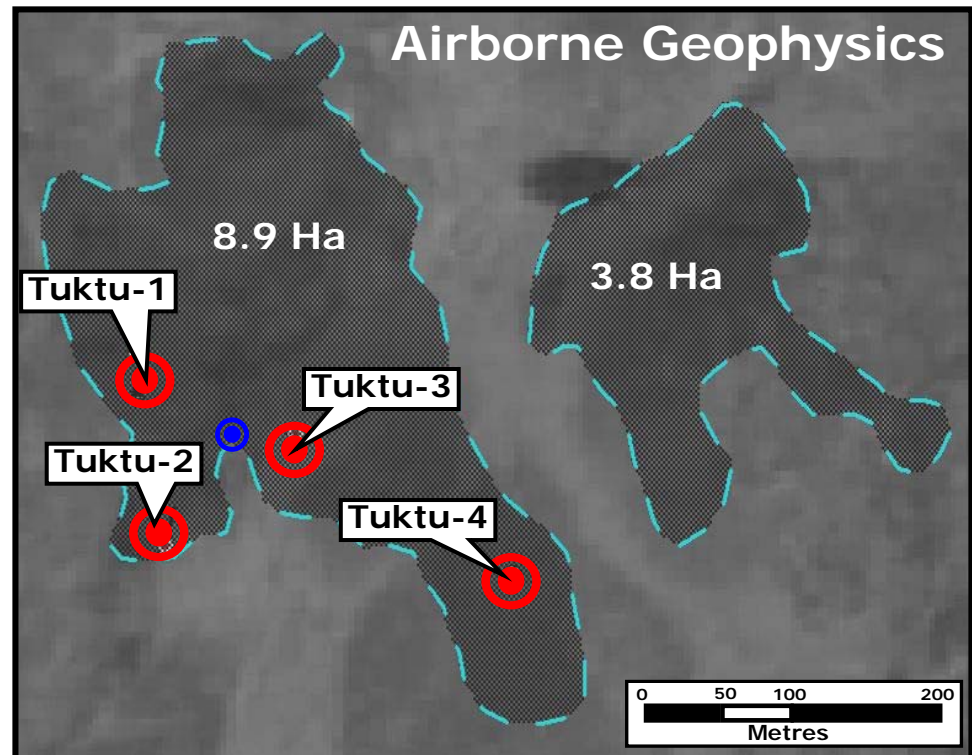 Airborne Geophysics
8.9 Ha
3.8 Ha
Tuktu-1
Tuktu-3
Tuktu-2
Tuktu-4
0 50 100 200
Metres